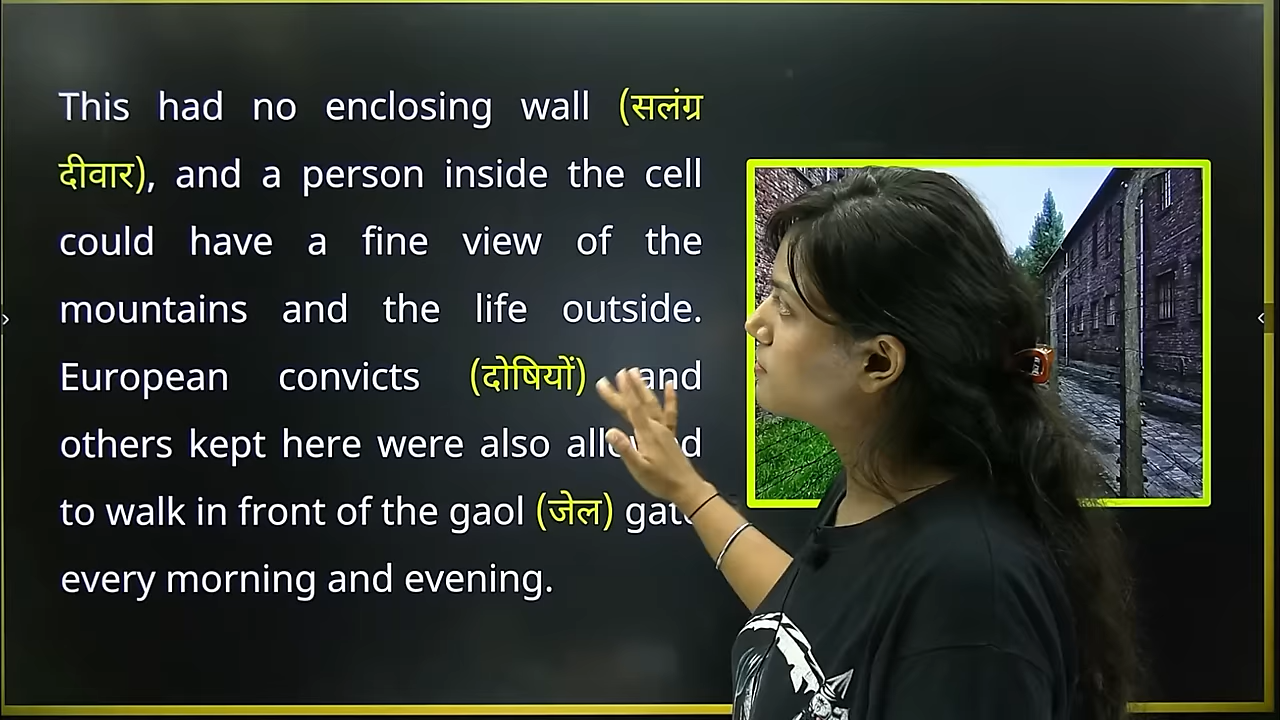 This had no enclosing wall (सलंग्र
दीवार), and a person inside the cell
could have a fine view of the
mountains and the life outside.
European convicts (दोषियों) and
others kept here were also allowed
to walk in front of the gaol (जेल) gate
every morning and evening.